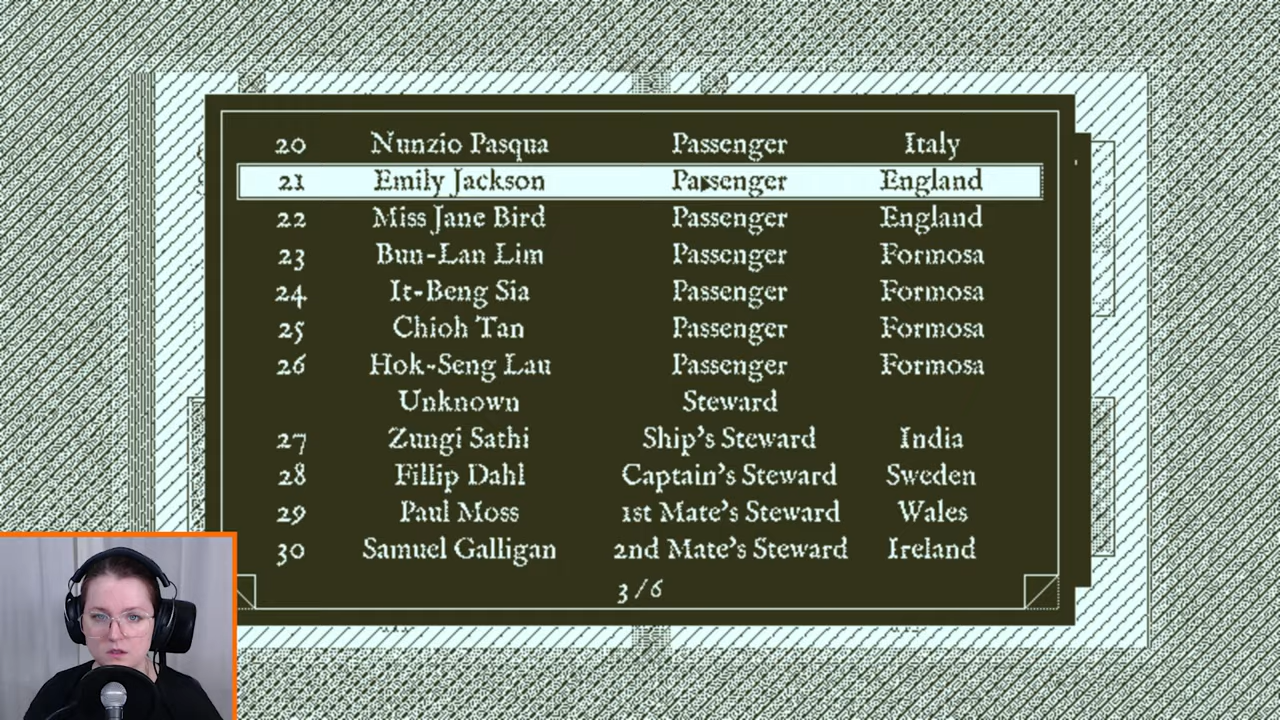 20 Nunzio Pasqua Passenger Italy
21 Emily Jackson Passenger England
22 Miss Jane Bird Passenger England
23 Bun-Lan Lim Passenger Formosa
24 It-Beng Sia Passenger Formosa
25 Chioh Tan Passenger Formosa
26 Hok-Seng Lau Passenger Formosa
Unknown Steward
27 Zungi Sathi Ship's Steward India
28 Fillip Dahl Captain's Steward Sweden
29 Paul Moss 1st Mate's Steward Wales
30 Samuel Galligan 2nd Mate's Steward Ireland
3/6